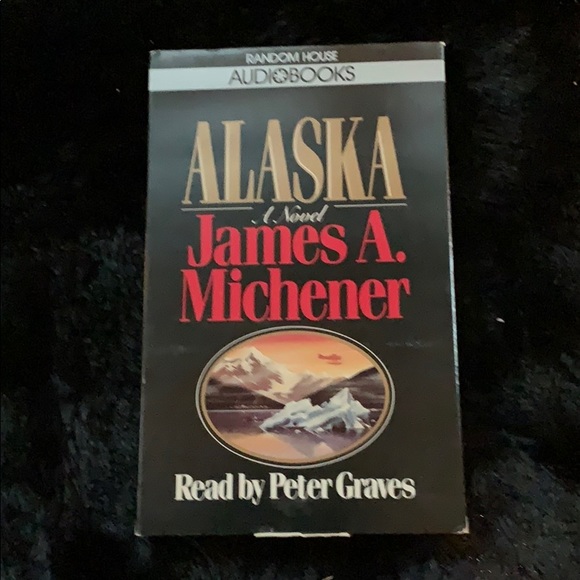 RANDOM HOUSE
AUDIOBOOKS
ALASKA
A Novel
James A.
Michener
Read by Peter Graves